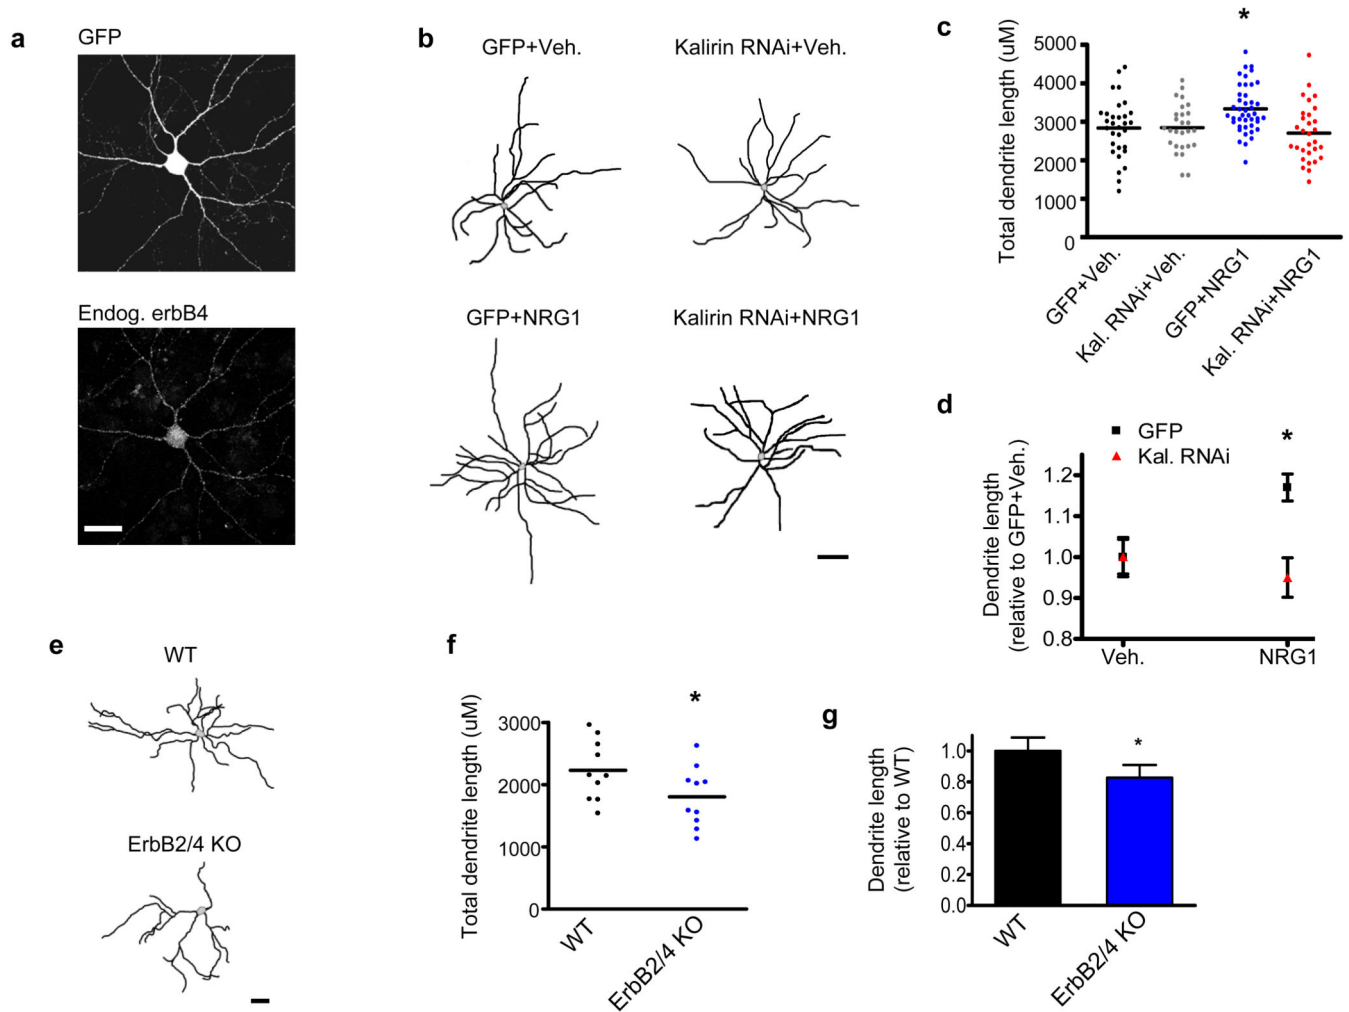 a
GFP
Endog. erbB4
b
GFP+Veh.
Kalirin RNAi+Veh.
GFP+NRG1
Kalirin RNAi+NRG1
c
*
Total dendrite length (uM)
5000
4000
3000
2000
1000
0
GFP+Veh.
Kal. RNAi+Veh.
GFP+NRG1
Kal. RNAi+NRG1
d
GFP
Kal. RNAi
*
Dendrite length
(relative to GFP+Veh.)
1.2
1.1
1.0
0.9
0.8
Veh.
NRG1
e
WT
ErbB2/4 KO
f
*
Total dendrite length (uM)
3000
2000
1000
0
WT
ErbB2/4 KO
g
*
Dendrite length
(relative to WT)
1.0
0.8
0.6
0.4
0.2
0.0
WT
ErbB2/4 KO